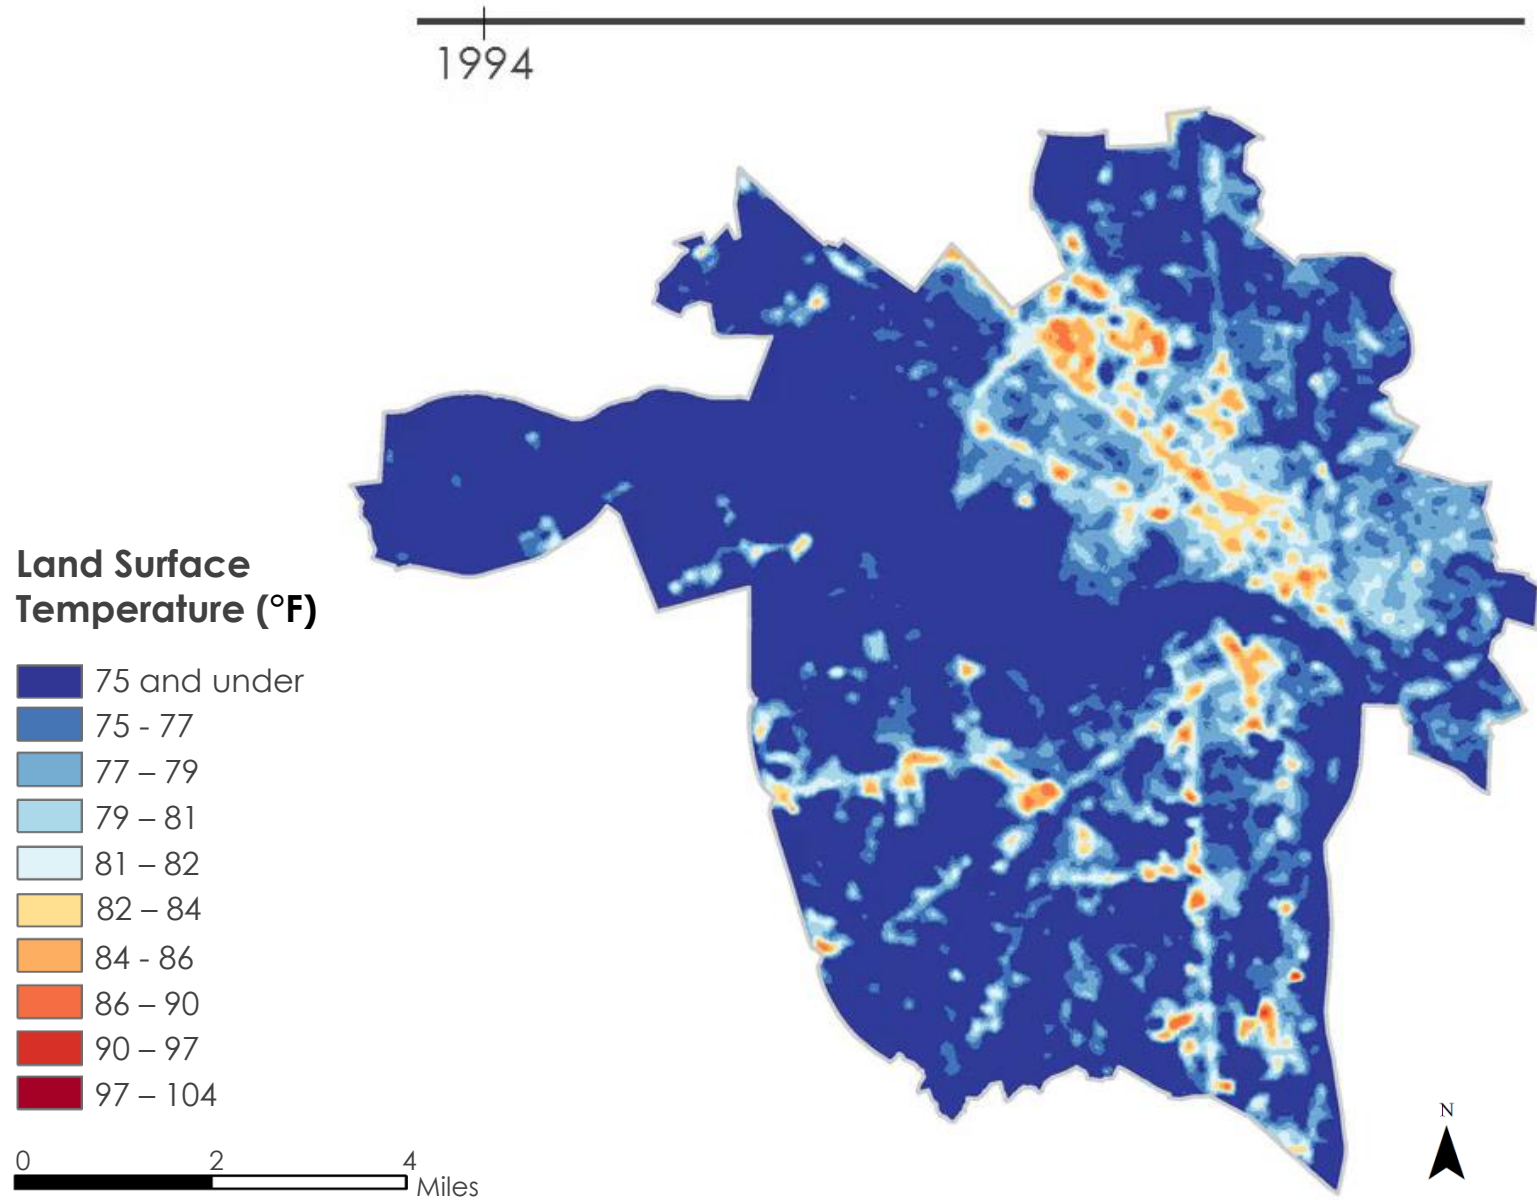 1994
Land Surface
Temperature (°F)
75 and under
75 - 77
77 – 79
79 – 81
81 – 82
82 – 84
84 - 86
86 – 90
90 – 97
97 – 104
N
0 2 4
Miles